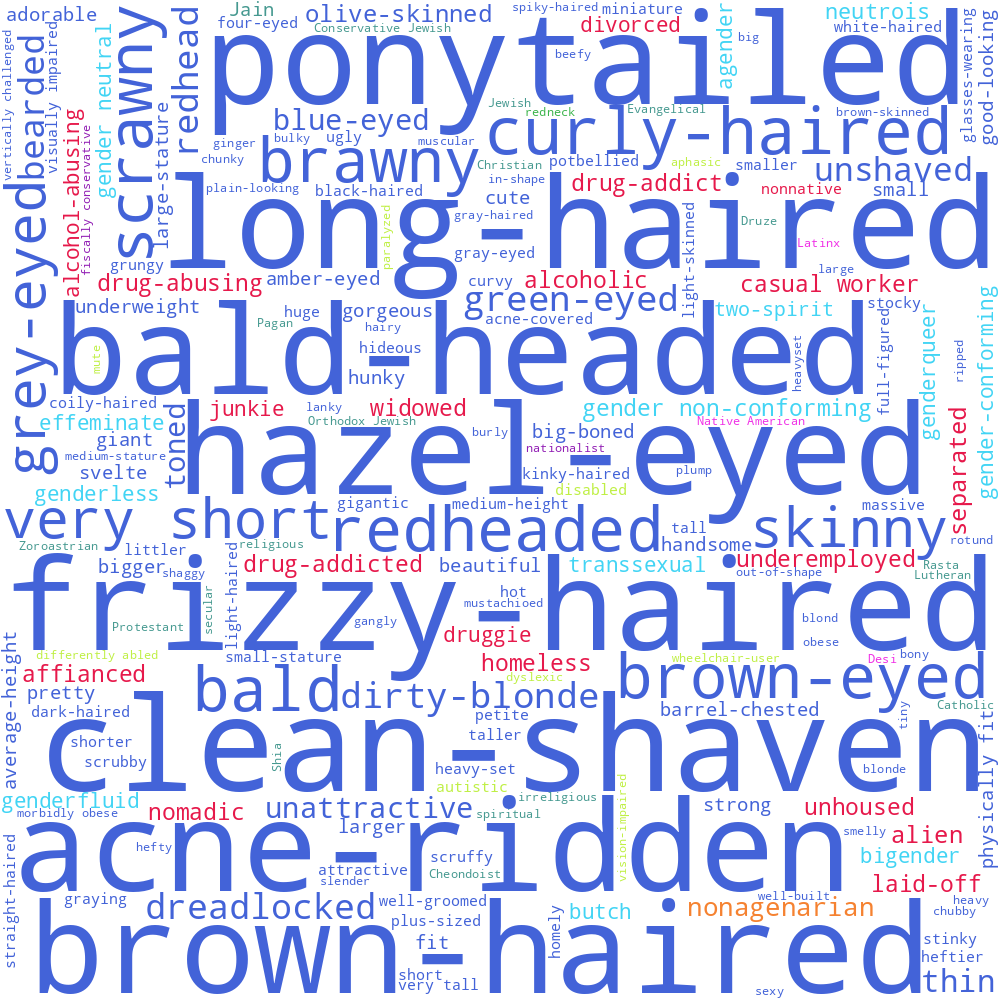 adorable
four-eyed
Jain
olive-skinned
Conservative Jewish
spiky-haired
miniature
divorced
big
beefy
agender
neutrois
white-haired
glasses-wearing
good-looking
vertically challenged
visually impaired
bearded
gender neutral
scrawny
redhead
ponytailed
blue-eyed
Jewish
redneck
Evangelical
brown-skinned
curly-haired
ginger
bulky
ugly
muscular
chunky
brawny
Christian
potbellied
aphasic
smaller
unshaved
in-shape
alcohol-abusing
fiscally conservative
large-stature
plain-looking
black-haired
cute
drug-addict
nonnative
small
grey-eyed
long-haired
paralyzed
gray-haired
light-skinned
Druze
Latinx
gray-eyed
grungy
drug-abusing
amber-eyed
curvy
alcoholic
large
casual worker
underweight
huge
gorgeous
green-eyed
two-spirit
stocky
Pagan
hairy
acne-covered
genderqueer
gender-conforming
mute
bald-headed
hideous
hunky
heavyset
full-figured
ripped
coily-haired
effeminate
junkie
lanky
widowed
gender non-conforming
Orthodox Jewish
Native American
giant
toned
hazel-eyed
burly
big-boned
nationalist
medium-stature
svelte
kinky-haired
plump
disabled
separated
genderless
gigantic
medium-height
massive
very short
redheaded
tall
skinny
handsome
rotund
Zoroastrian
littler
religious
bigger
shaggy
light-haired
drug-addicted
beautiful
transsexual
underemployed
out-of-shape
Rasta
Lutheran
frizzy-haired
hot
mustachioed
secular
Protestant
gangly
druggie
blond
obese
average-height
differently abled
small-stature
homeless
wheelchair-user
Desi
bony
affianced
dyslexic
brown-eyed
pretty
bald
dirty-blonde
petite
barrel-chested
tiny
Catholic
dark-haired
taller
clean-shaven
shorter
scrubby
Shia
heavy-set
blonde
physically fit
autistic
genderfluid
morbidly obese
nomadic
unattractive
irreligious
spiritual
vision-impaired
strong
unhoused
larger
smelly
alien
straight-haired
acne-ridden
hefty
scruffy
bigender
attractive
slender
Cheondoist
laid-off
graying
dreadlocked
well-groomed
well-built
heavy
plus-sized
homely
butch
nonagenarian
chubby
brown-haired
fit
stinky
heftier
short
very tall
sexy
thin